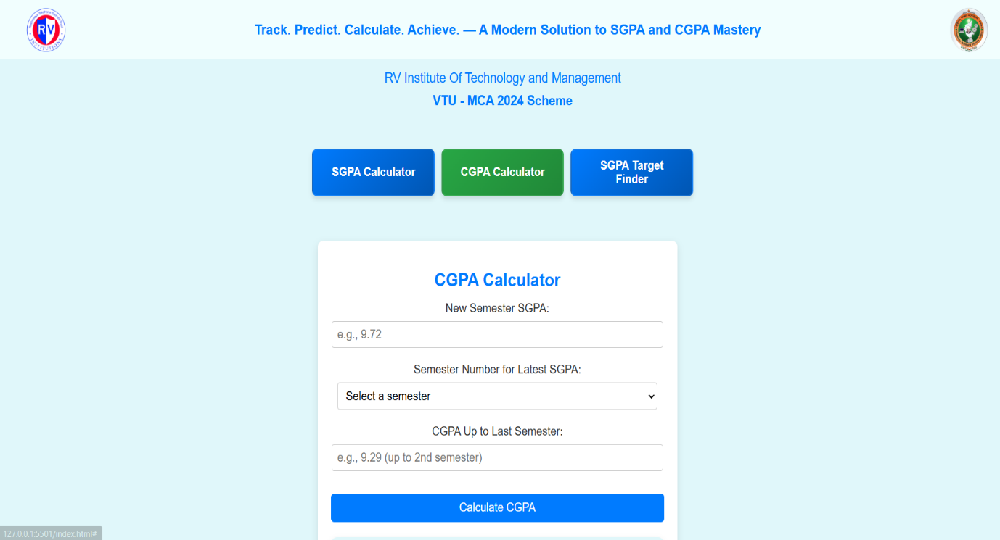 RV
INSTITUTIONS
Track. Predict. Calculate. Achieve. — A Modern Solution to SGPA and CGPA Mastery
RV Institute Of Technology and Management
VTU - MCA 2024 Scheme
SGPA Calculator
CGPA Calculator
SGPA Target
Finder
CGPA Calculator
New Semester SGPA:
e.g., 9.72
Semester Number for Latest SGPA:
Select a semester
CGPA Up to Last Semester:
e.g., 9.29 (up to 2nd semester)
Calculate CGPA
127.0.0.1:5501/index.html#